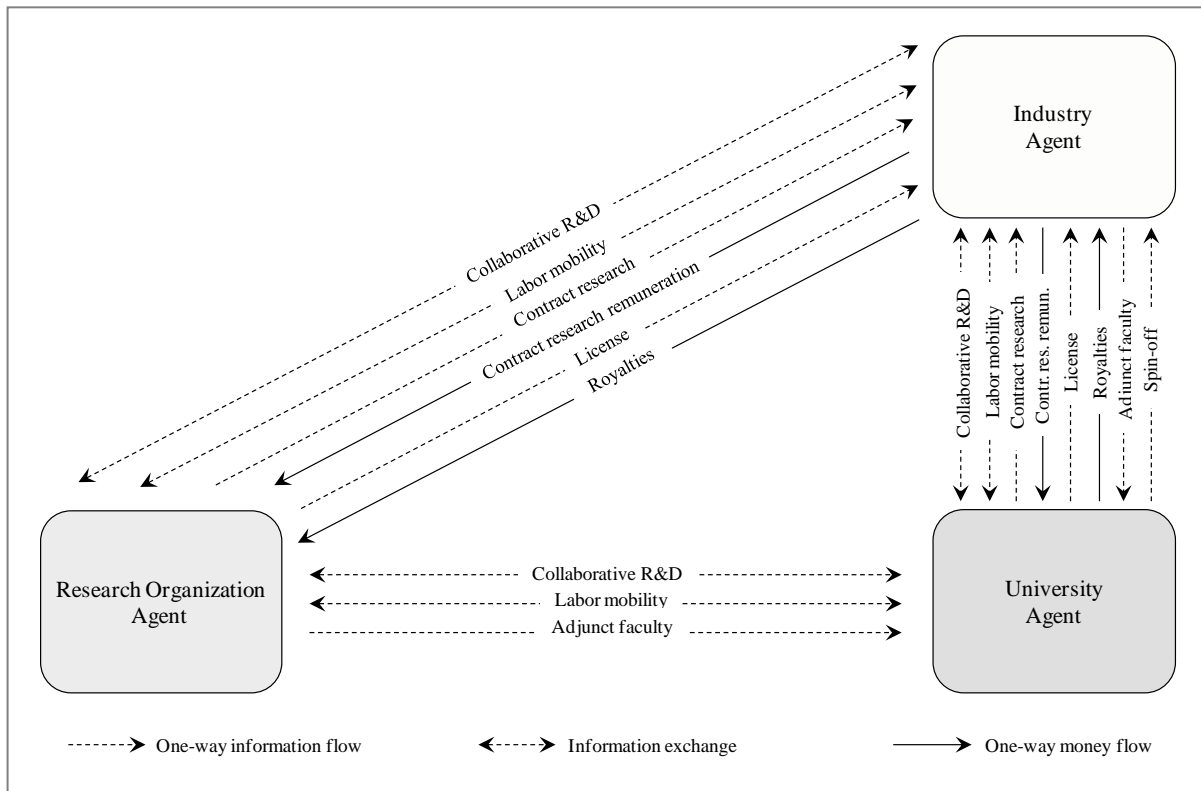 Industry
Agent
Collaborative R&D
Labor mobility
Contract research
Contract research remuneration
License
Royalties
Collaborative R&D
Labor mobility
Contract research
Contr. res. remun.
License
Royalties
Adjunct faculty
Spin-off
Research Organization
Agent
Collaborative R&D
Labor mobility
Adjunct faculty
University
Agent
One-way information flow
Information exchange
One-way money flow